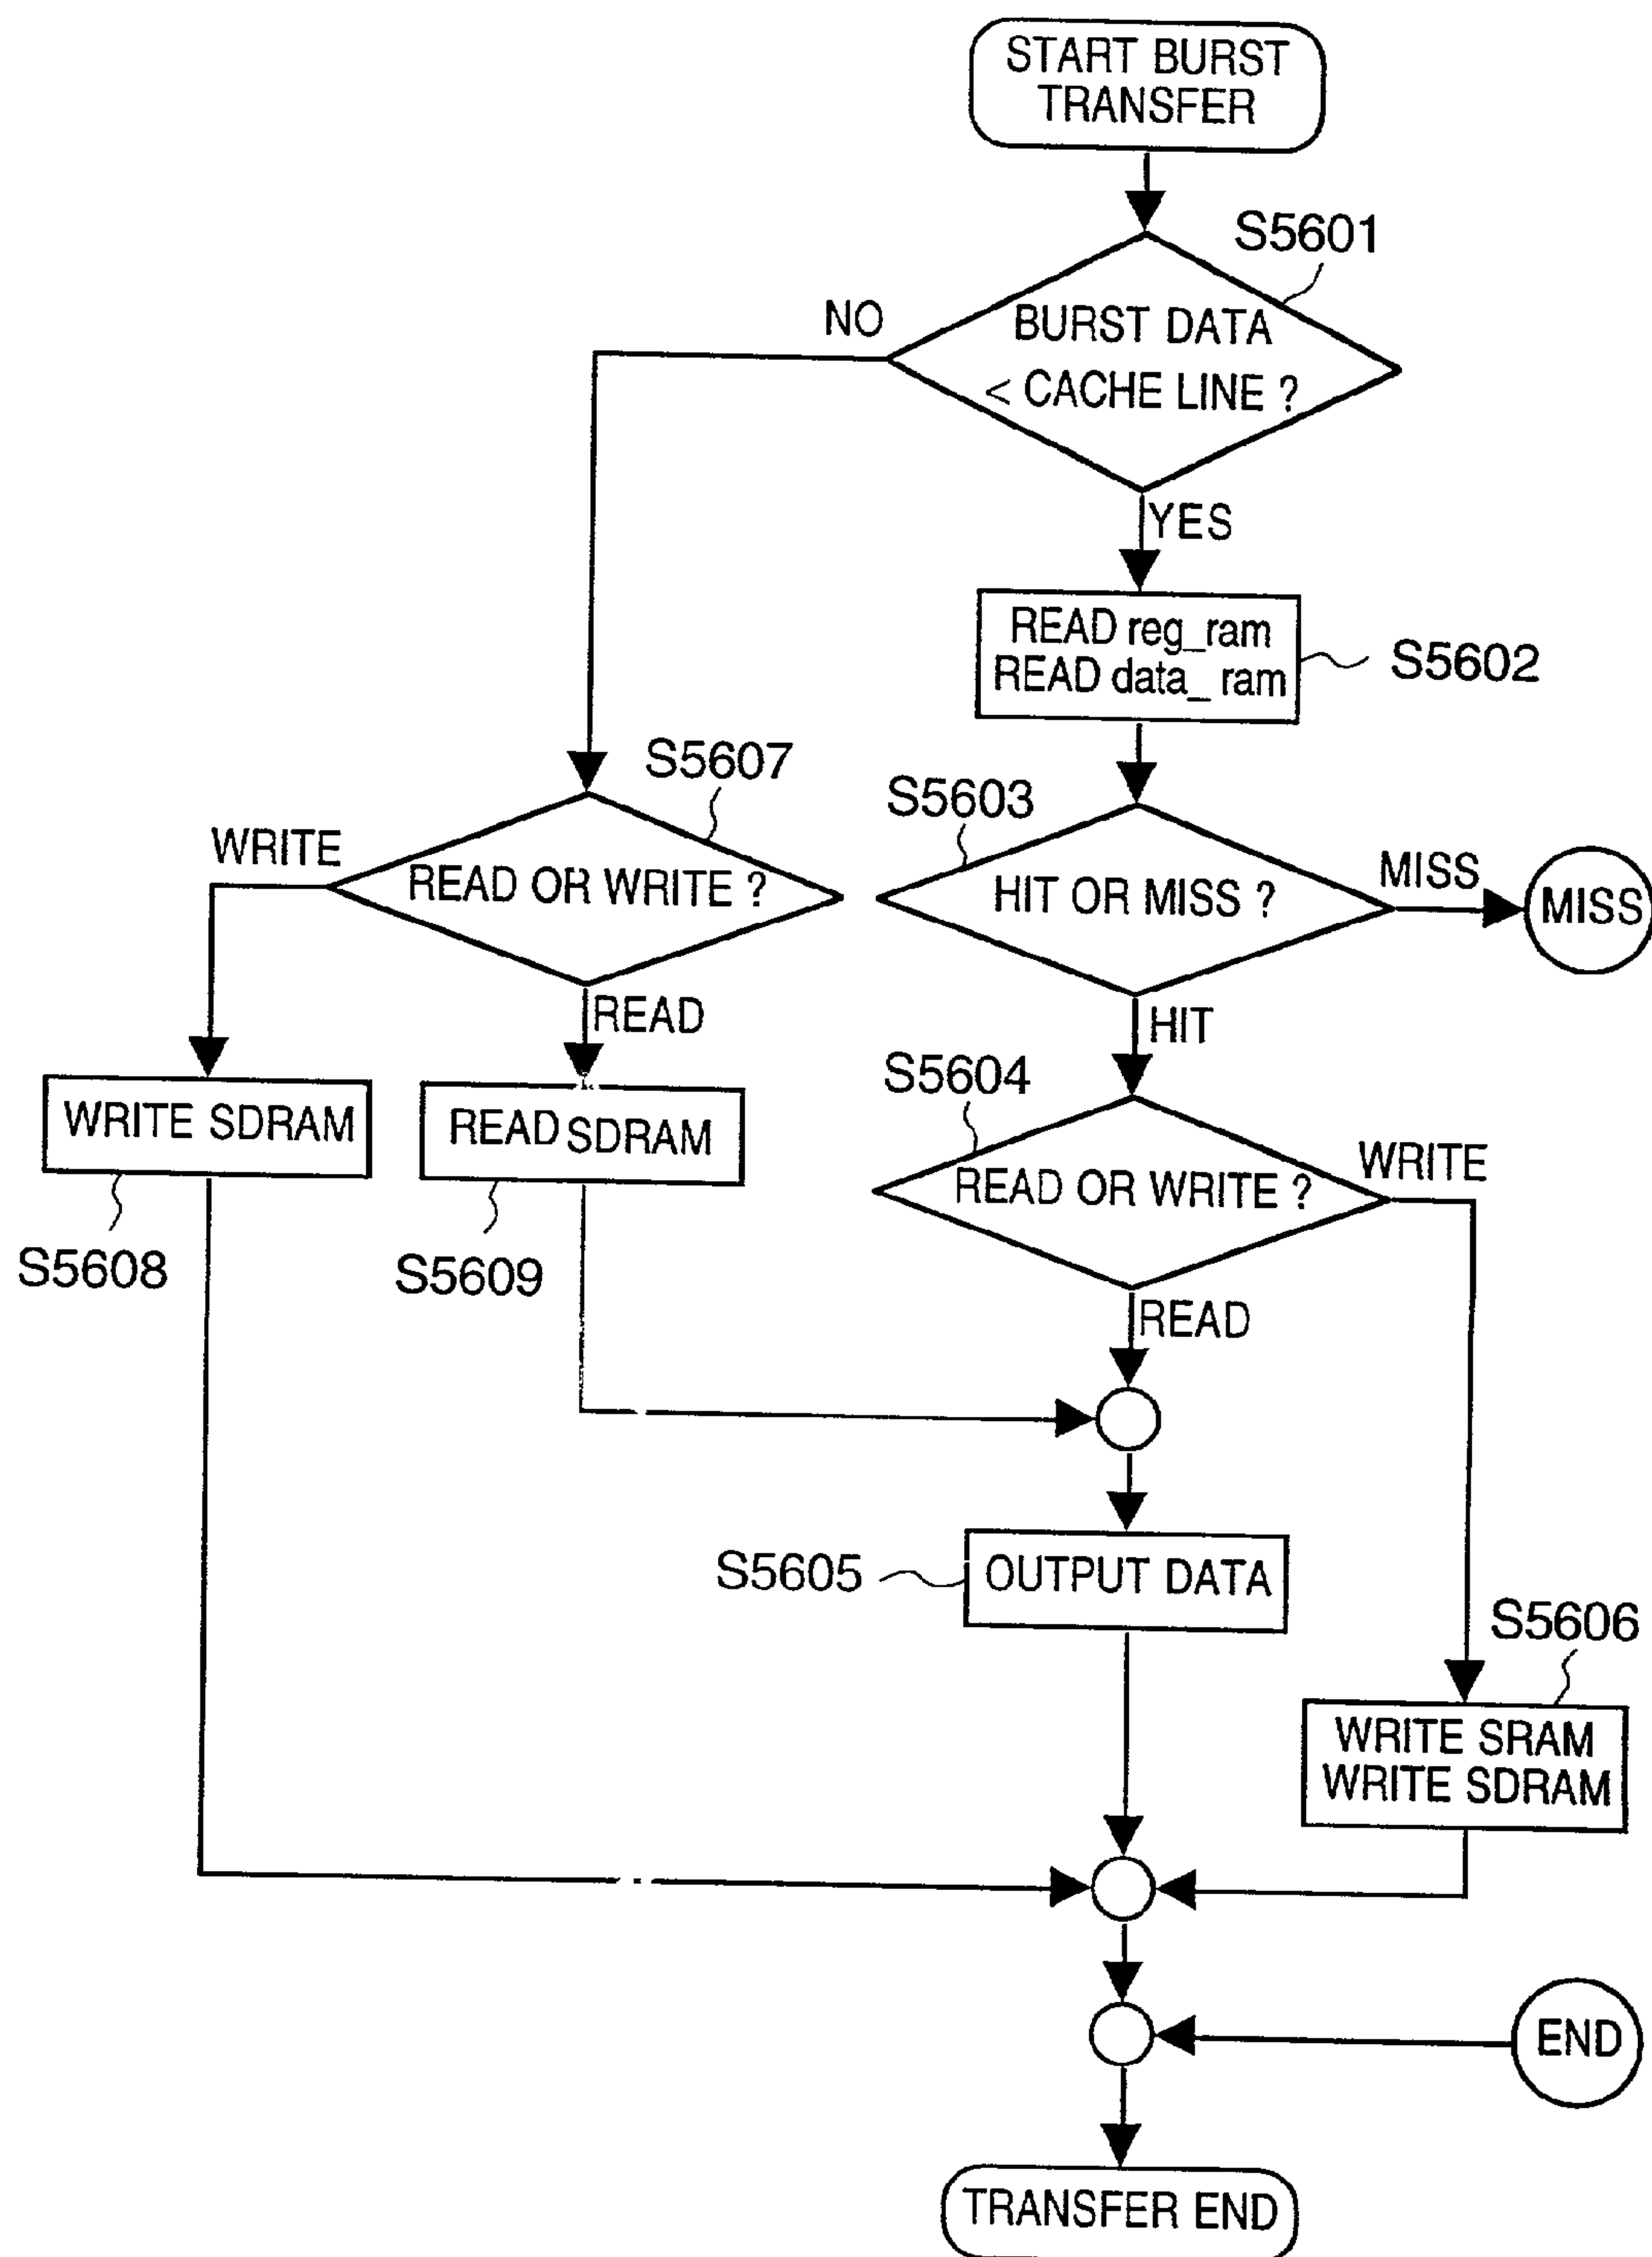 START BURST
TRANSFER
S5601
NO
BURST DATA
< CACHE LINE ?
YES
READ reg_ram
READ data_ ram
S5602
S5607
S5603
WRITE
READ OR WRITE ?
HIT OR MISS ?
MISS
MISS
READ
HIT
S5604
WRITE SDRAM
READ SDRAM
READ OR WRITE ?
WRITE
S5608
S5609
READ
S5605
OUTPUT DATA
S5606
WRITE SRAM
WRITE SDRAM
END
TRANSFER END